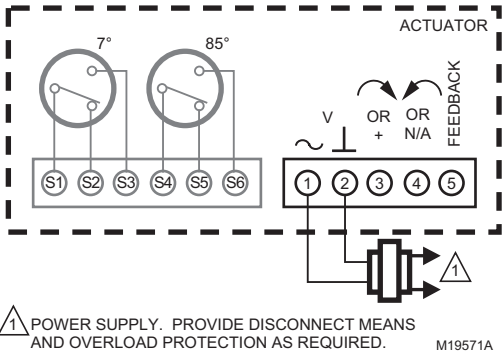 ACTUATOR
7°
85°
V
OR
+
OR
N/A
FEEDBACK
S1 S2 S3 S4 S5 S6
1 2 3 4 5
1
1 POWER SUPPLY. PROVIDE DISCONNECT MEANS
AND OVERLOAD PROTECTION AS REQUIRED.
M19571A